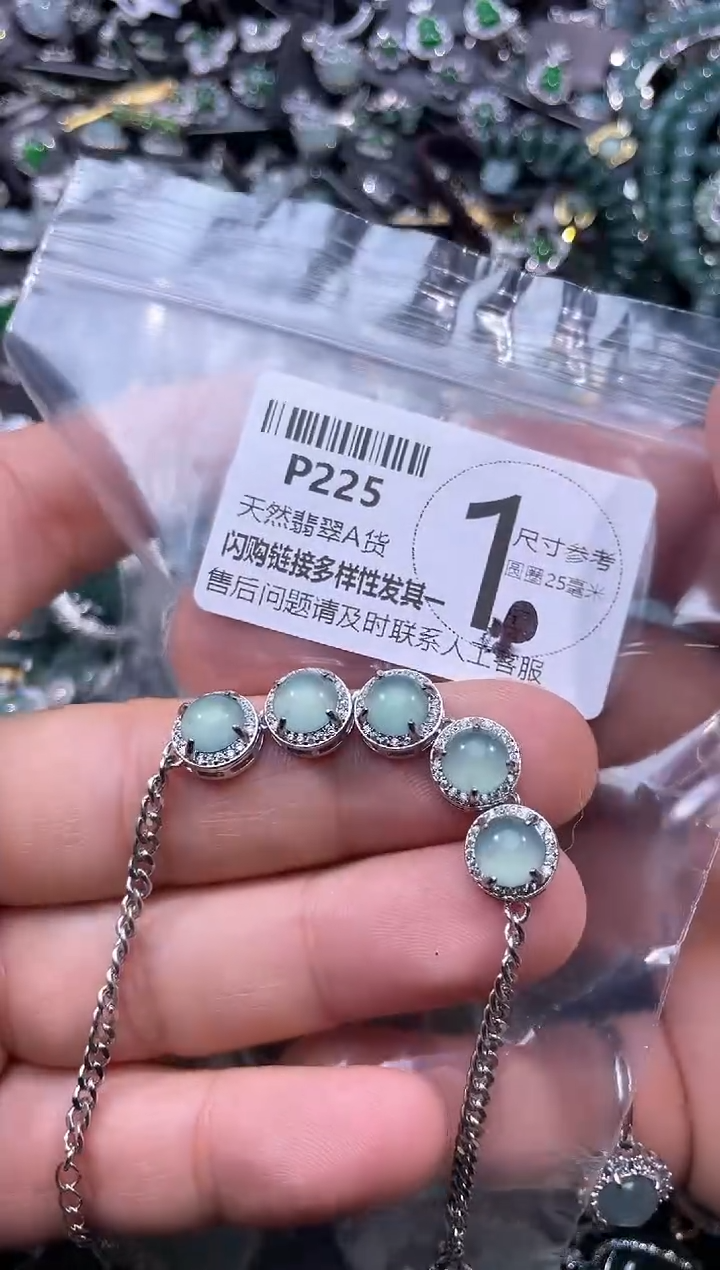 P225
天然翡翠A货
闪购链接多样性发其一
售后问题请及时联系人工客服
1
尺寸参考
圆圈25毫米